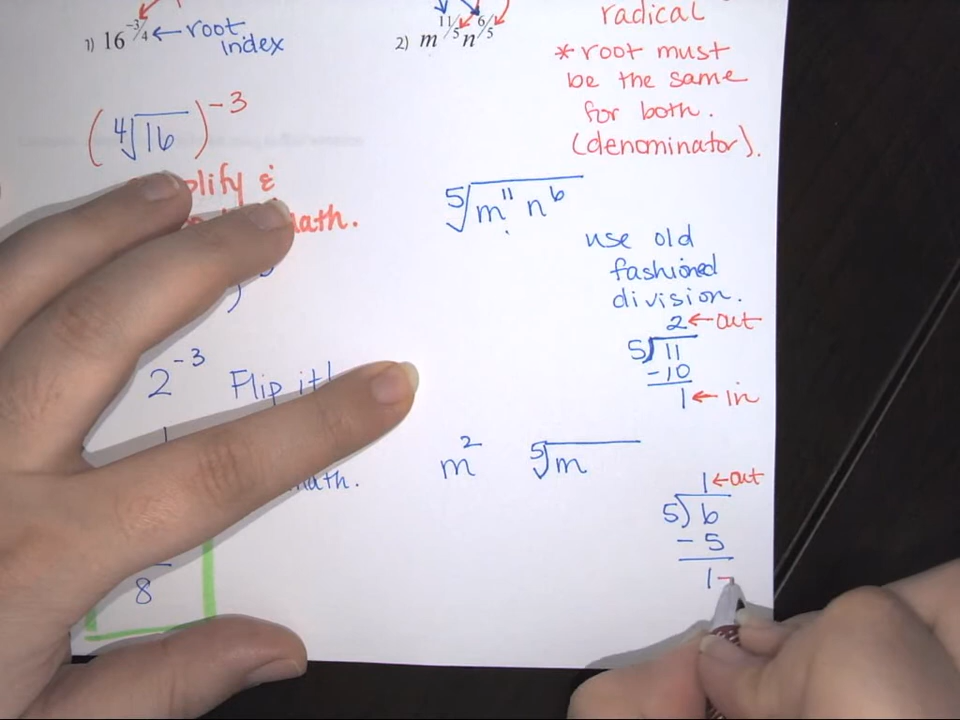 1) 16^-3/4 ← root index
(⁴√16)^-3
2^-3 Flip it!
8
2) m^11/5 n^6/5
radical
* root must
be the same
for both.
(denominator).
⁵√m^11 n^6
use old
fashioned
division.
2 ← out
5)11
-10
1 ← in
m^2 ⁵√m
1 ← out
5)6
-5
1